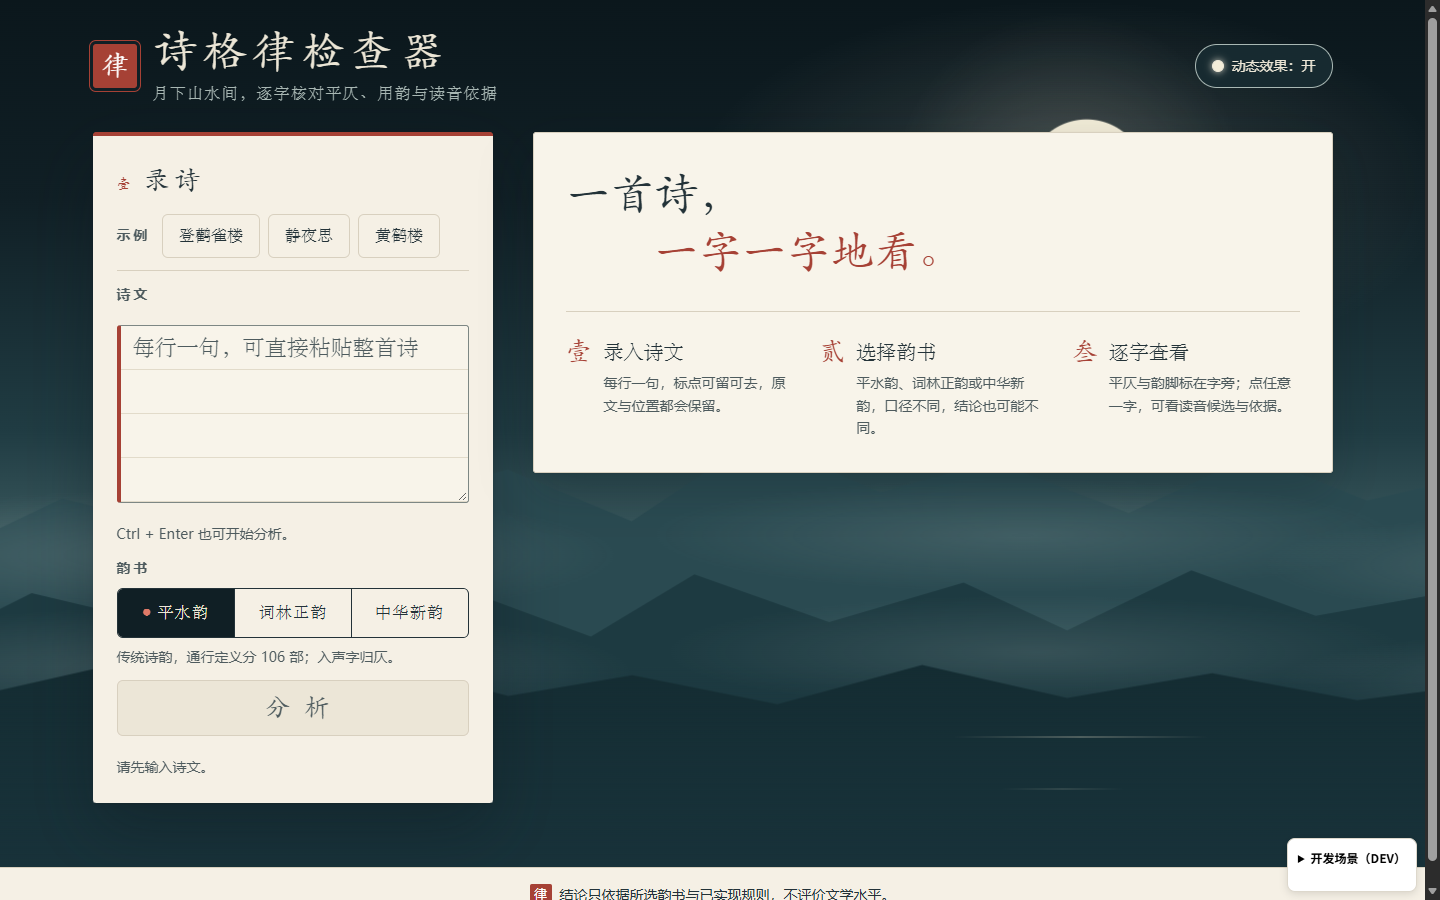 律
诗格律检查器
月下山水间，逐字核对平仄、用韵与读音依据
动态效果：开
壹 录诗
示例 登鹳雀楼 静夜思 黄鹤楼
诗文
每行一句，可直接粘贴整首诗
Ctrl + Enter 也可开始分析。
韵书
平水韵 词林正韵 中华新韵
传统诗韵，通行定义分 106 部；入声字归仄。
分 析
请先输入诗文。
一首诗，
一字一字地看。
壹 录入诗文
每行一句，标点可留可去，原
文与位置都会保留。
贰 选择韵书
平水韵、词林正韵或中华新
韵，口径不同，结论也可能不
同。
叁 逐字查看
平仄与韵脚标在字旁；点任意
一字，可看读音候选与依据。
开发场景（DEV）
律 结论只依据所选韵书与已实现规则，不评价文学水平。